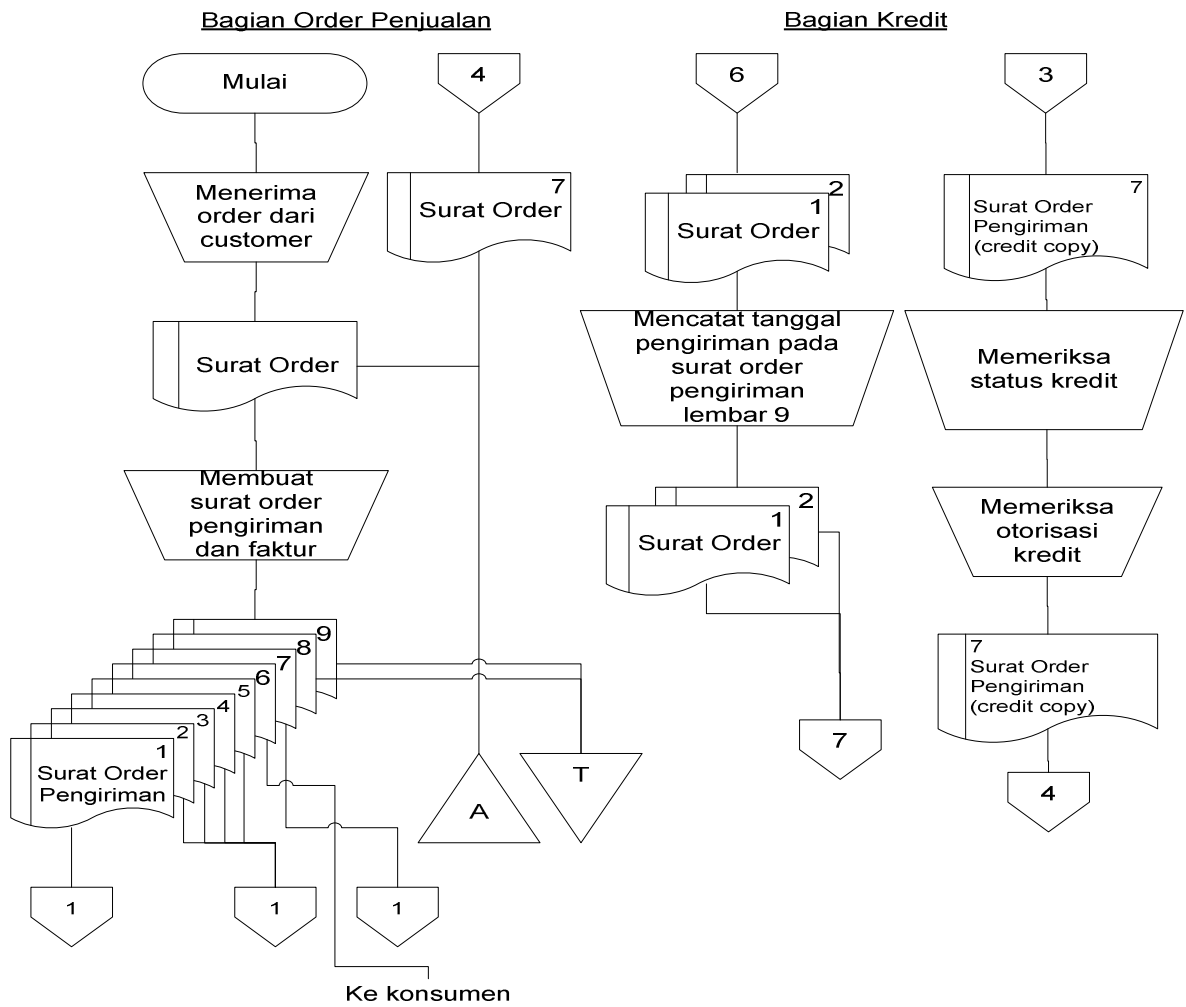 Bagian Order Penjualan
Mulai
Menerima
order dari
customer
Surat Order
Membuat
surat order
pengiriman
dan faktur
9
8
7
6
5
4
3
2
1
Surat Order
Pengiriman
1
1
1
Ke konsumen
4
7
Surat Order
A
T
Bagian Kredit
6
2
1
Surat Order
Mencatat tanggal
pengiriman pada
surat order
pengiriman
lembar 9
2
1
Surat Order
7
3
7
Surat Order
Pengiriman
(credit copy)
Memeriksa
status kredit
Memeriksa
otorisasi
kredit
7
Surat Order
Pengiriman
(credit copy)
4